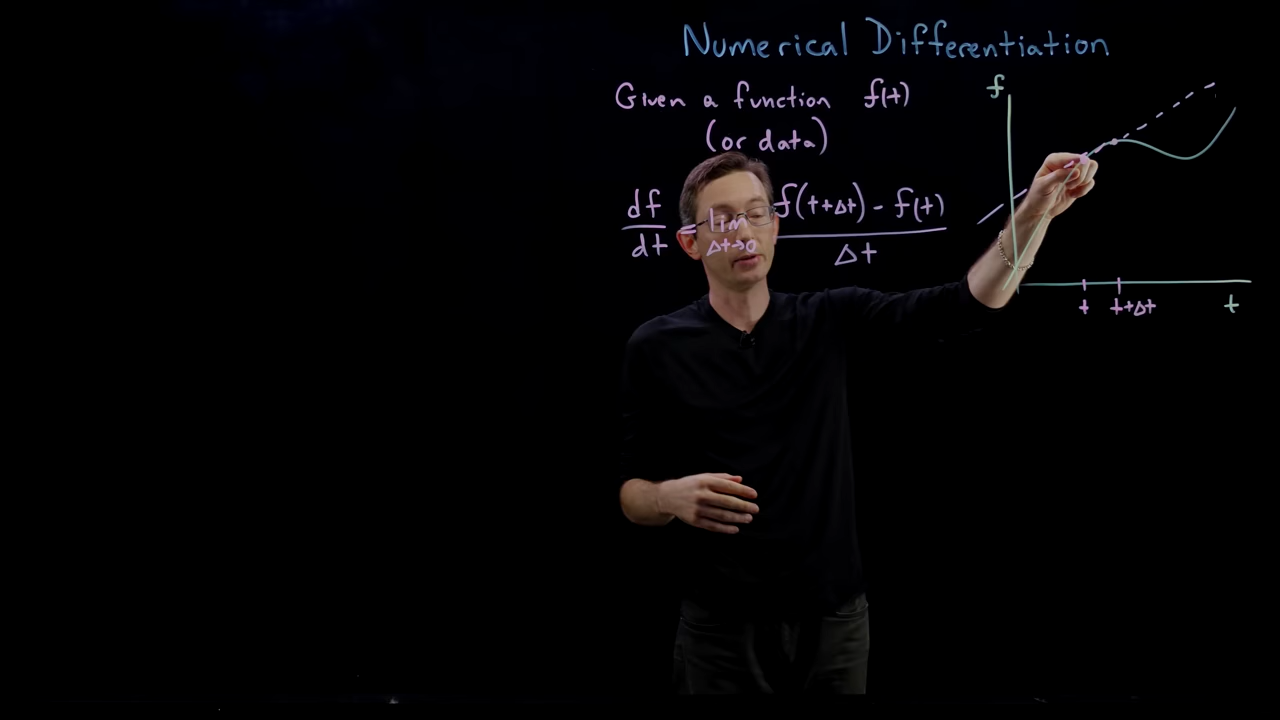 Numerical Differentiation
Given a function f(t)
(or data)
df/dt = lim Δt→0 f(t+Δt) - f(t) / Δt
f
t
t+Δt
t